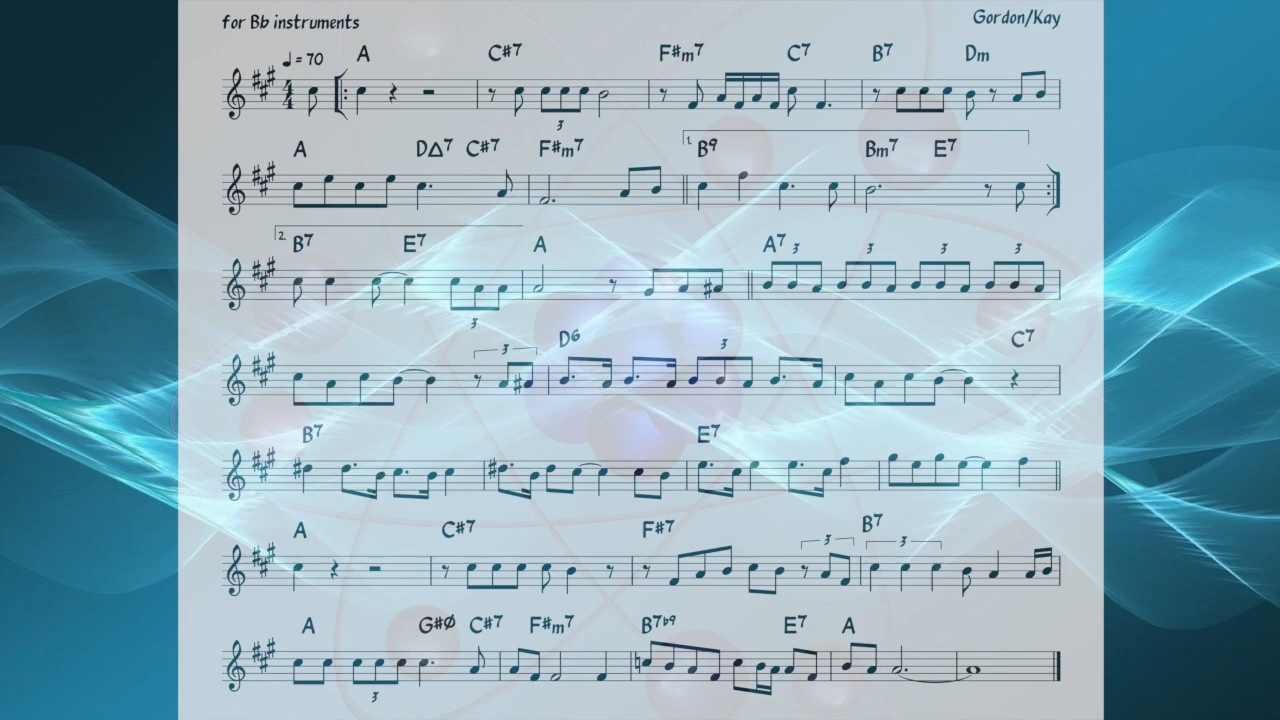 for Bb instruments Gordon/Kay
♩ = 70 A C#7 F#m7 C7 B7 Dm
4/4
3
A D△7 C#7 F#m7 1. B9 Bm7 E7
2. B7 E7 A A7 3 3 3 3
3
3 D6 3 C7
B7 E7
A C#7 F#7 3 B7 3
A G#ø C#7 F#m7 B7b9 E7 A
3